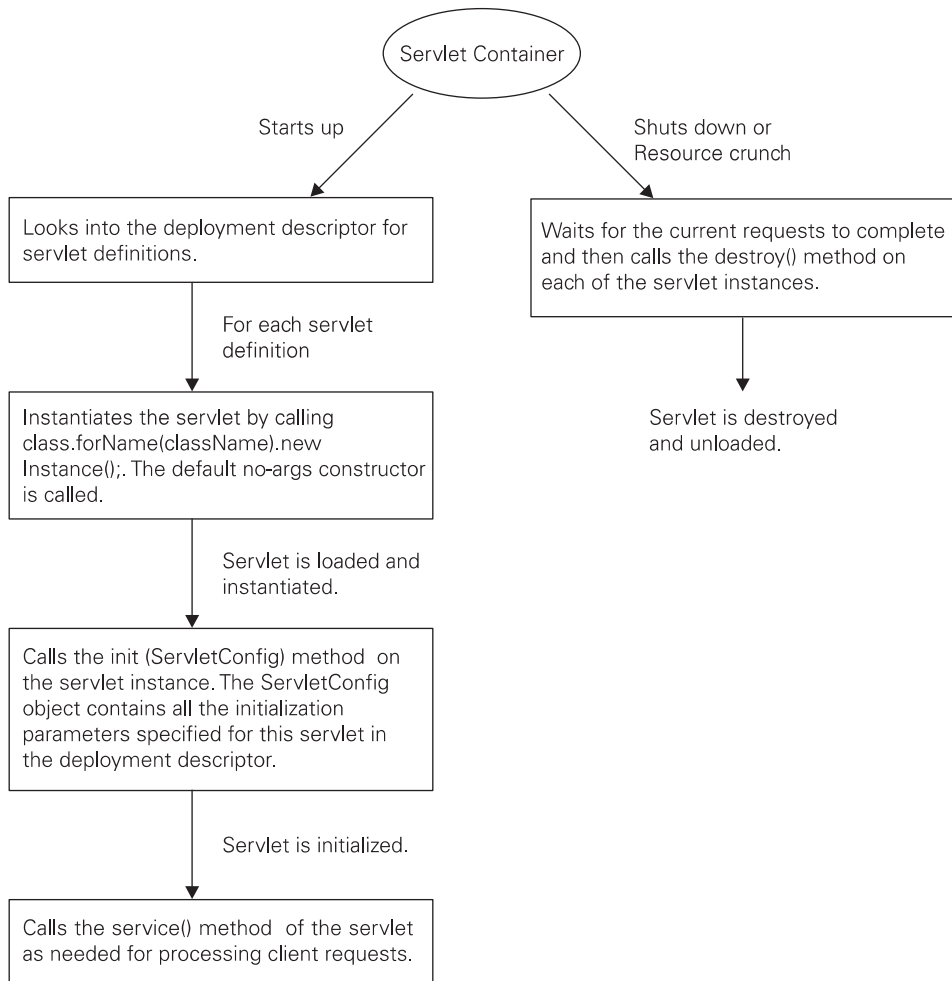 Servlet Container
Starts up
Shuts down or
Resource crunch
Looks into the deployment descriptor for
servlet definitions.
Waits for the current requests to complete
and then calls the destroy() method on
each of the servlet instances.
For each servlet
definition
Instantiates the servlet by calling
class.forName(className).new
Instance();. The default no-args constructor
is called.
Servlet is destroyed
and unloaded.
Servlet is loaded and
instantiated.
Calls the init (ServletConfig) method on
the servlet instance. The ServletConfig
object contains all the initialization
parameters specified for this servlet in
the deployment descriptor.
Servlet is initialized.
Calls the service() method of the servlet
as needed for processing client requests.